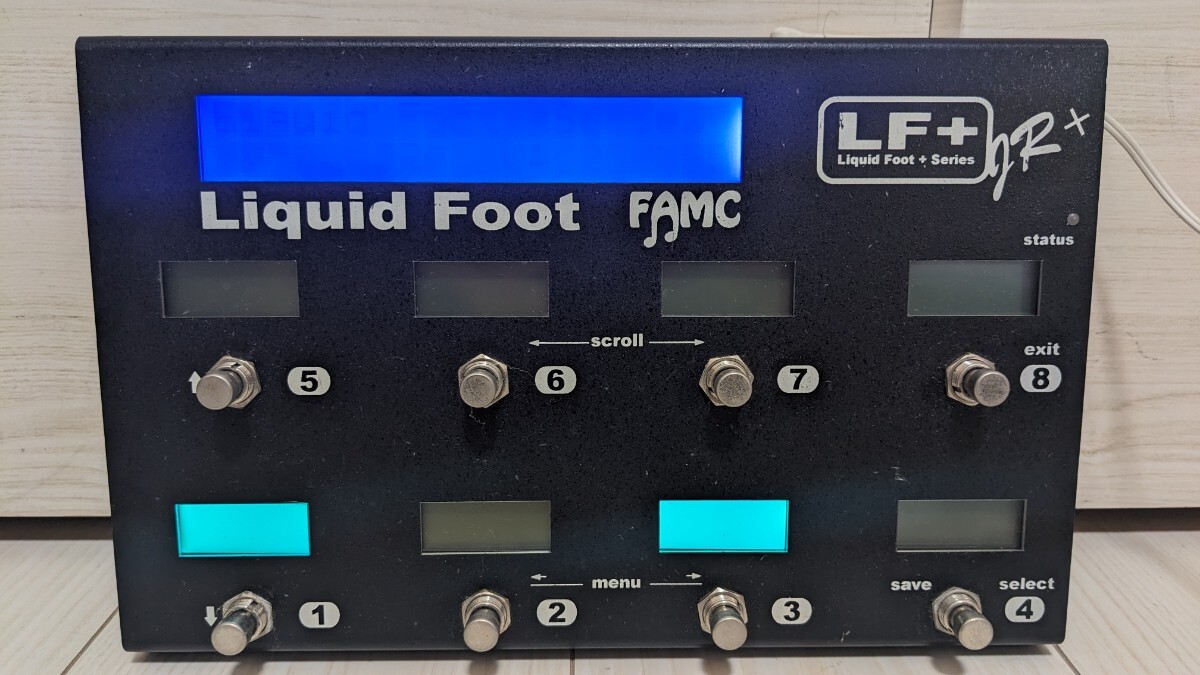 LF+
Liquid Foot + Series
JR+
Liquid Foot FAMC
status
scroll
exit
5 6 7 8
menu
save select
1 2 3 4